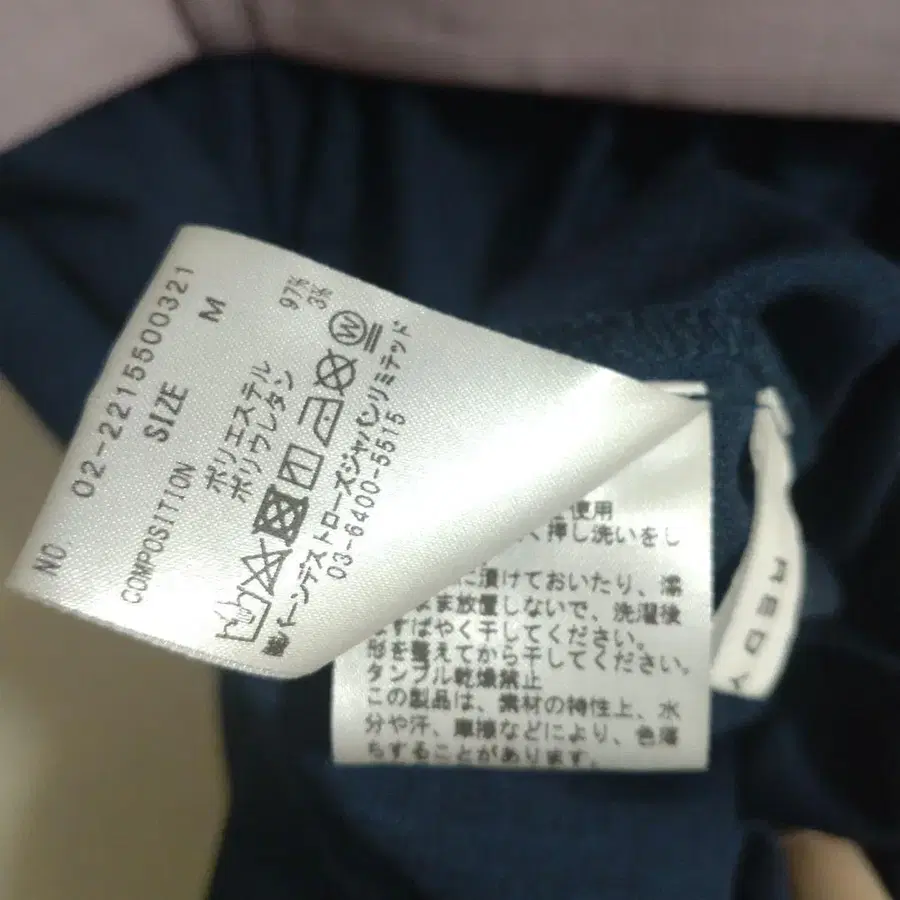 NO. 02-2215500321
SIZE M
COMPOSITION
ポリエステル 97%
ポリウレタン 3%
W
㈱バーンデストローズジャパンリミテッド
03-6400-5515
使用
押し洗いをし
に漬けておいたり、濡
まま放置しないで、洗濯後
すばやく干してください。
形を整えてから干してください。
タンブル乾燥禁止
この製品は、素材の特性上、水
分や汗、摩擦などにより、色落
ちすることがあります。
REDY